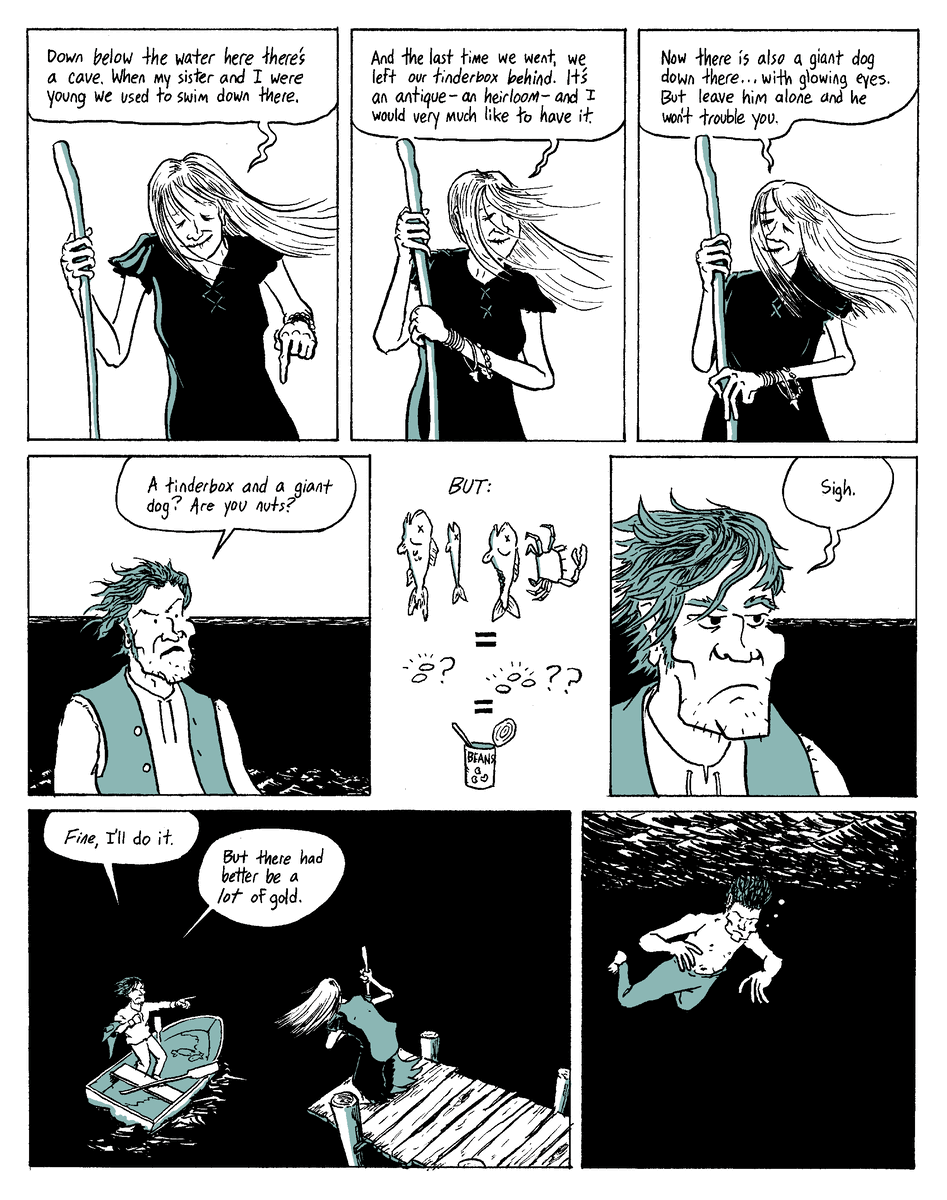 Down below the water here there's
a cave. When my sister and I were
young we used to swim down there.
And the last time we went, we
left our tinderbox behind. It's
an antique - an heirloom - and I
would very much like to have it.
Now there is also a giant dog
down there... with glowing eyes.
But leave him alone and he
won't trouble you.
A tinderbox and a giant
dog? Are you nuts?
BUT:
=
? ??
=
BEANS
Sigh.
Fine, I'll do it.
But there had
better be a
lot of gold.